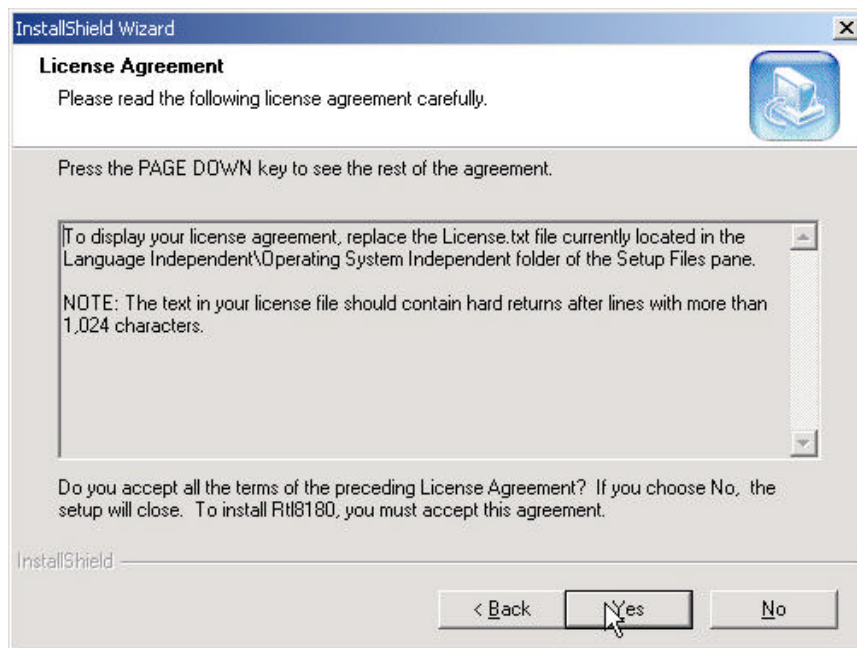 InstallShield Wizard
License Agreement
Please read the following license agreement carefully.
Press the PAGE DOWN key to see the rest of the agreement.
To display your license agreement, replace the License.txt file currently located in the
Language Independent\Operating System Independent folder of the Setup Files pane.
NOTE: The text in your license file should contain hard returns after lines with more than
1,024 characters.
Do you accept all the terms of the preceding License Agreement?  If you choose No,  the
setup will close.  To install Rtl8180, you must accept this agreement.
InstallShield
< Back
Yes
No